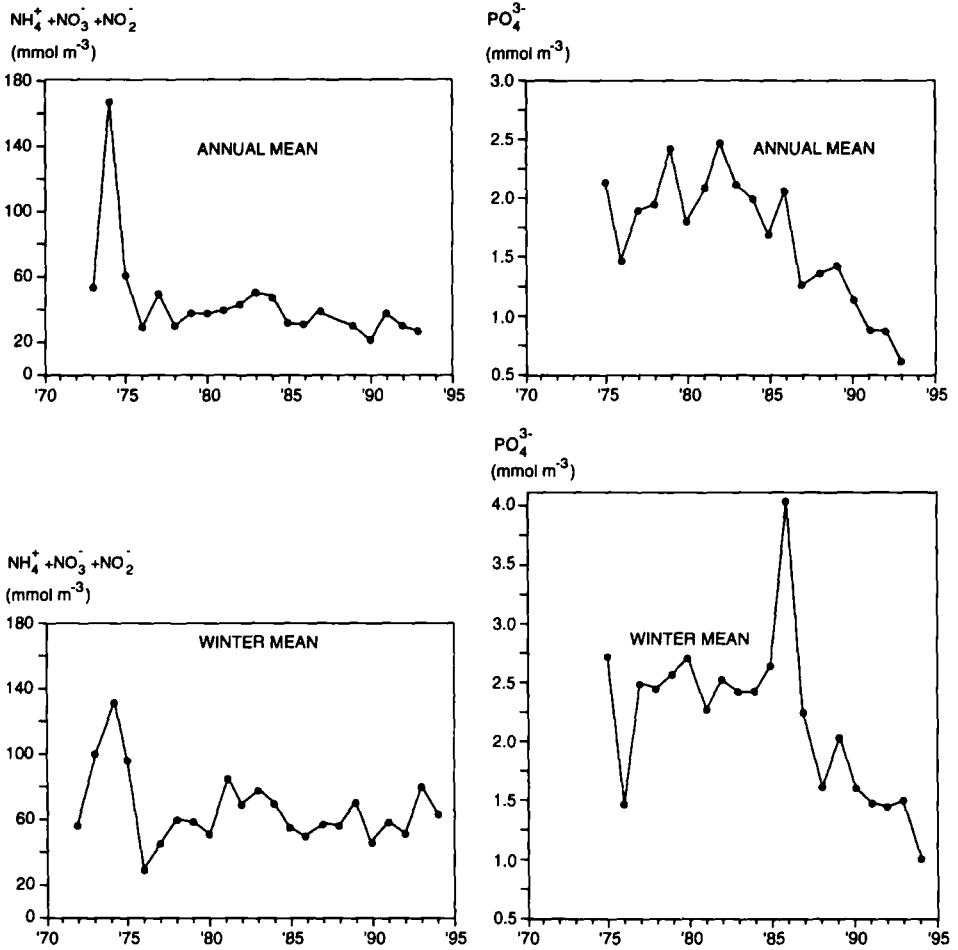 NH₄⁺ +NO₃⁻ +NO₂⁻
(mmol m⁻³)
180
140
100
60
20
0
'70 '75 '80 '85 '90 '95
ANNUAL MEAN
PO₄³⁻
(mmol m⁻³)
3.0
2.5
2.0
1.5
1.0
0.5
'70 '75 '80 '85 '90 '95
ANNUAL MEAN
NH₄⁺ +NO₃⁻ +NO₂⁻
(mmol m⁻³)
180
140
100
60
20
0
'70 '75 '80 '85 '90 '95
WINTER MEAN
PO₄³⁻
(mmol m⁻³)
4.0
3.5
3.0
2.5
2.0
1.5
1.0
0.5
'70 '75 '80 '85 '90 '95
WINTER MEAN